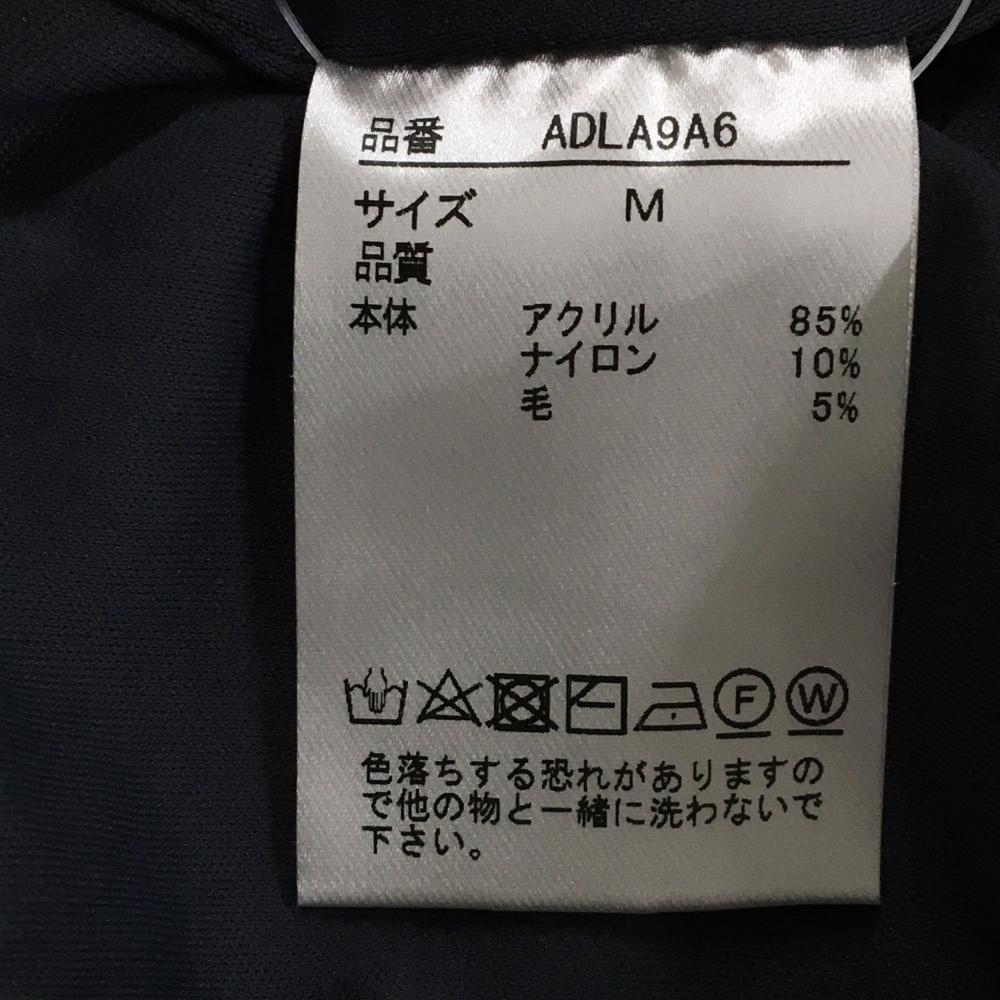 品番 ADLA9A6
サイズ M
品質
本体 アクリル 85%
ナイロン 10%
毛 5%
F W
色落ちする恐れがありますの
で他の物と一緒に洗わないで
下さい。